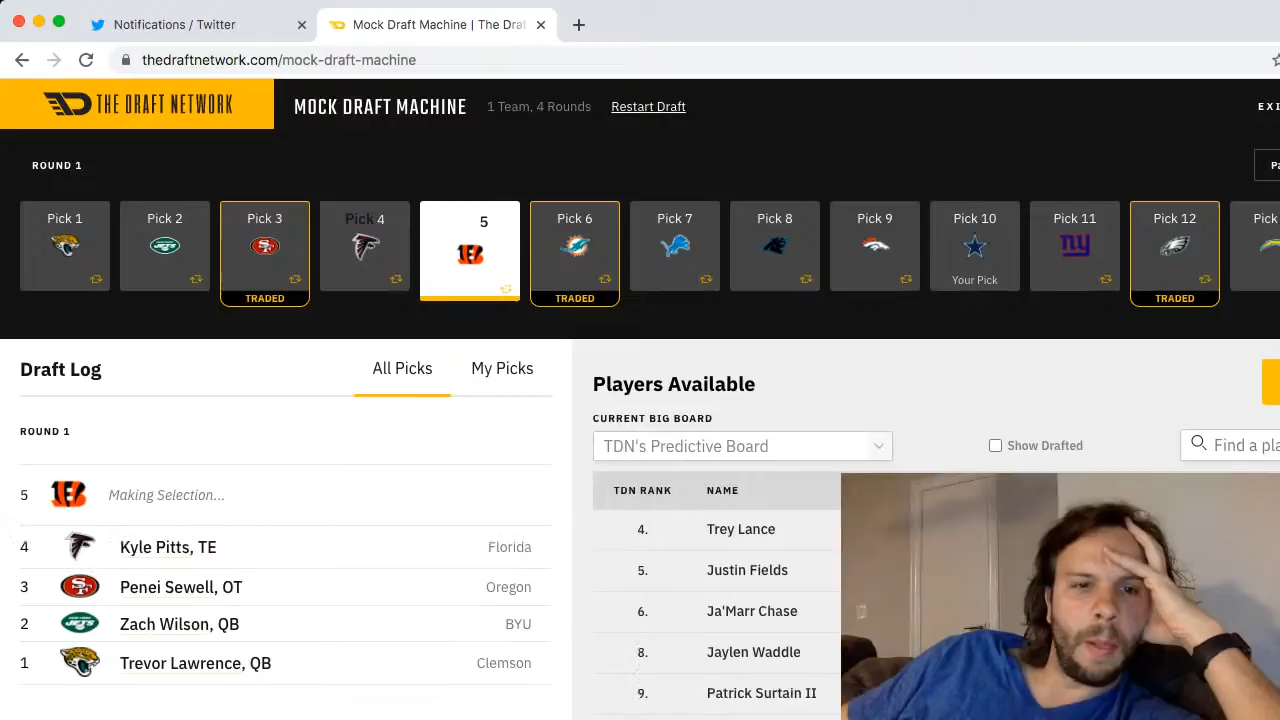 Notifications / Twitter
Mock Draft Machine | The Draf
thedraftnetwork.com/mock-draft-machine
THE DRAFT NETWORK
MOCK DRAFT MACHINE
1 Team, 4 Rounds
Restart Draft
EXI
ROUND 1
Pa
Pick 1
Pick 2
Pick 3
Pick 4
5
Pick 6
Pick 7
Pick 8
Pick 9
Pick 10
Pick 11
Pick 12
Pick
ny
Your Pick
TRADED
TRADED
TRADED
Draft Log
All Picks
My Picks
ROUND 1
5 Making Selection...
4 Kyle Pitts, TE Florida
3 Penei Sewell, OT Oregon
2 Zach Wilson, QB BYU
1 Trevor Lawrence, QB Clemson
Players Available
CURRENT BIG BOARD
TDN's Predictive Board
Show Drafted
Find a pla
TDN RANK NAME
4. Trey Lance
5. Justin Fields
6. Ja'Marr Chase
8. Jaylen Waddle
9. Patrick Surtain II